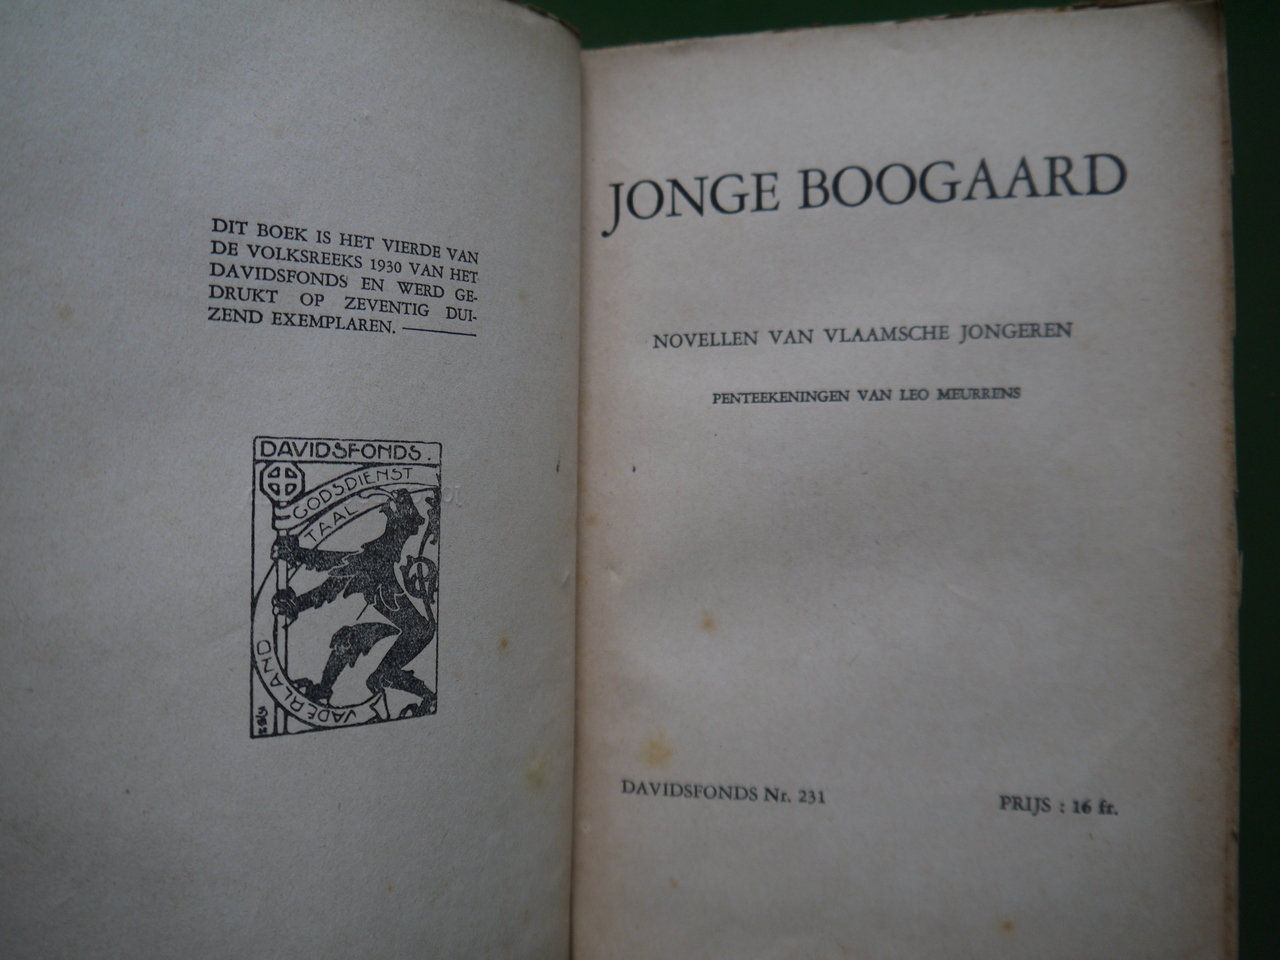 DIT BOEK IS HET VIERDE VAN
DE VOLKSREEKS 1930 VAN HET
DAVIDSFONDS EN WERD GE-
DRUKT OP ZEVENTIG DUI-
ZEND EXEMPLAREN.
DAVIDSFONDS.
GODSDIENST
TAAL
VADERLAND
JONGE BOOGAARD
NOVELLEN VAN VLAAMSCHE JONGEREN
PENTEEKENINGEN VAN LEO MEURRENS
DAVIDSFONDS Nr. 231
PRIJS : 16 fr.